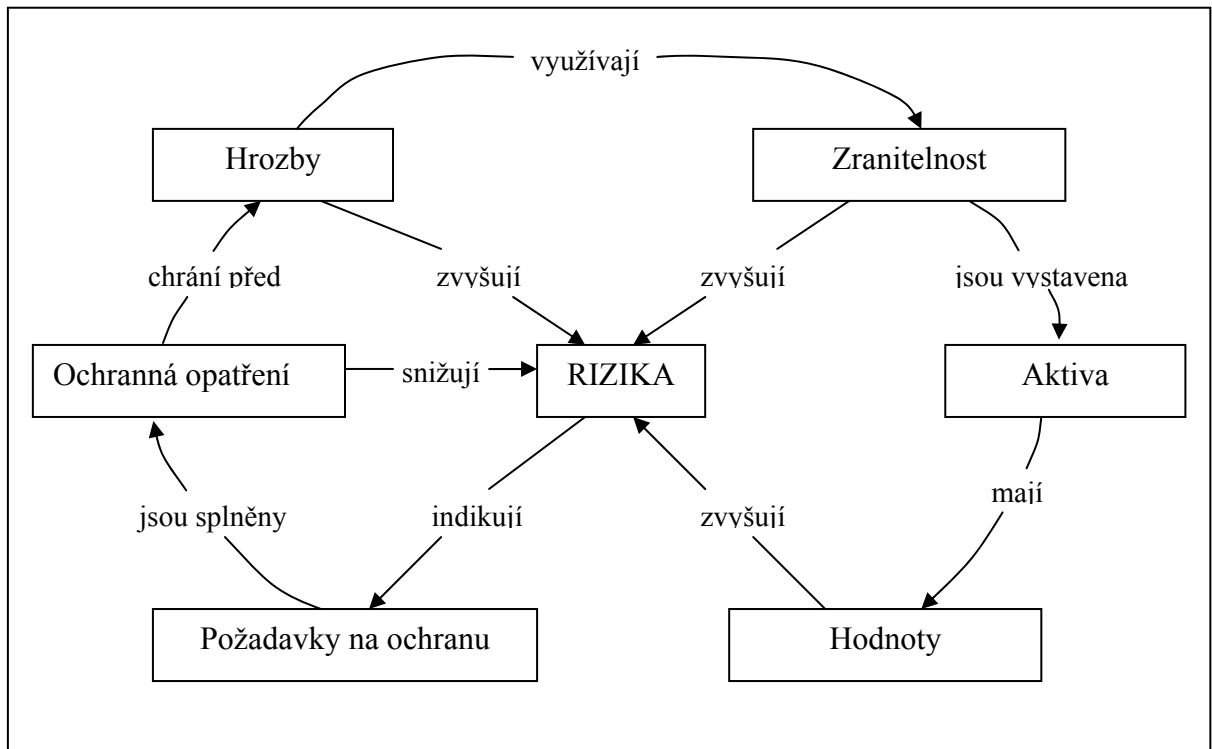 využívají
Hrozby
Zranitelnost
chrání před
zvyšují
zvyšují
jsou vystavena
Ochranná opatření
snižují
RIZIKA
Aktiva
mají
jsou splněny
indikují
zvyšují
Požadavky na ochranu
Hodnoty